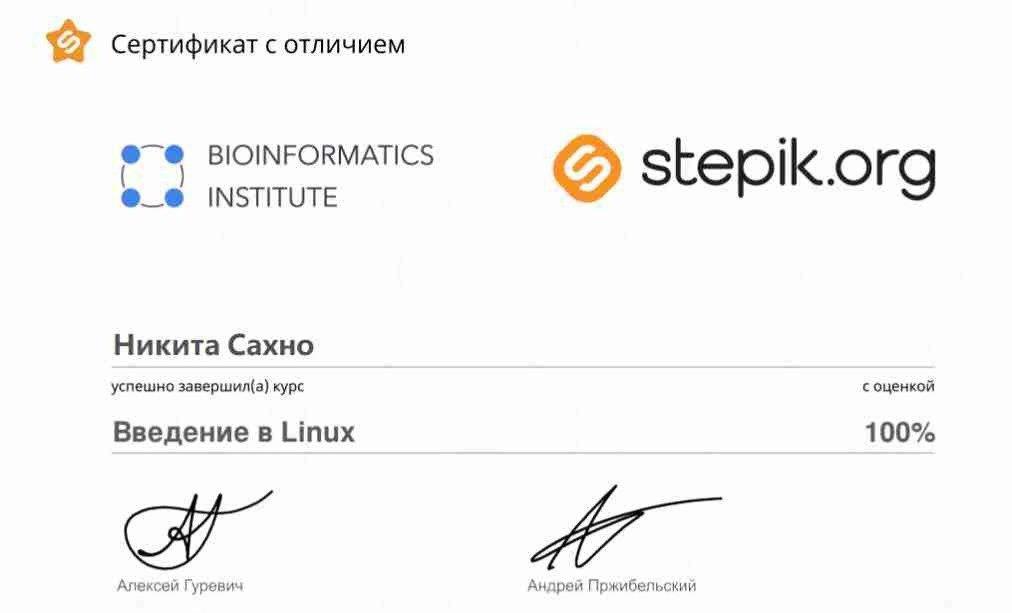 Сертификат с отличием
BIOINFORMATICS
INSTITUTE
stepik.org
Никита Сахно
успешно завершил(а) курс
с оценкой
Введение в Linux
100%
Алексей Гуревич
Андрей Пржибельский